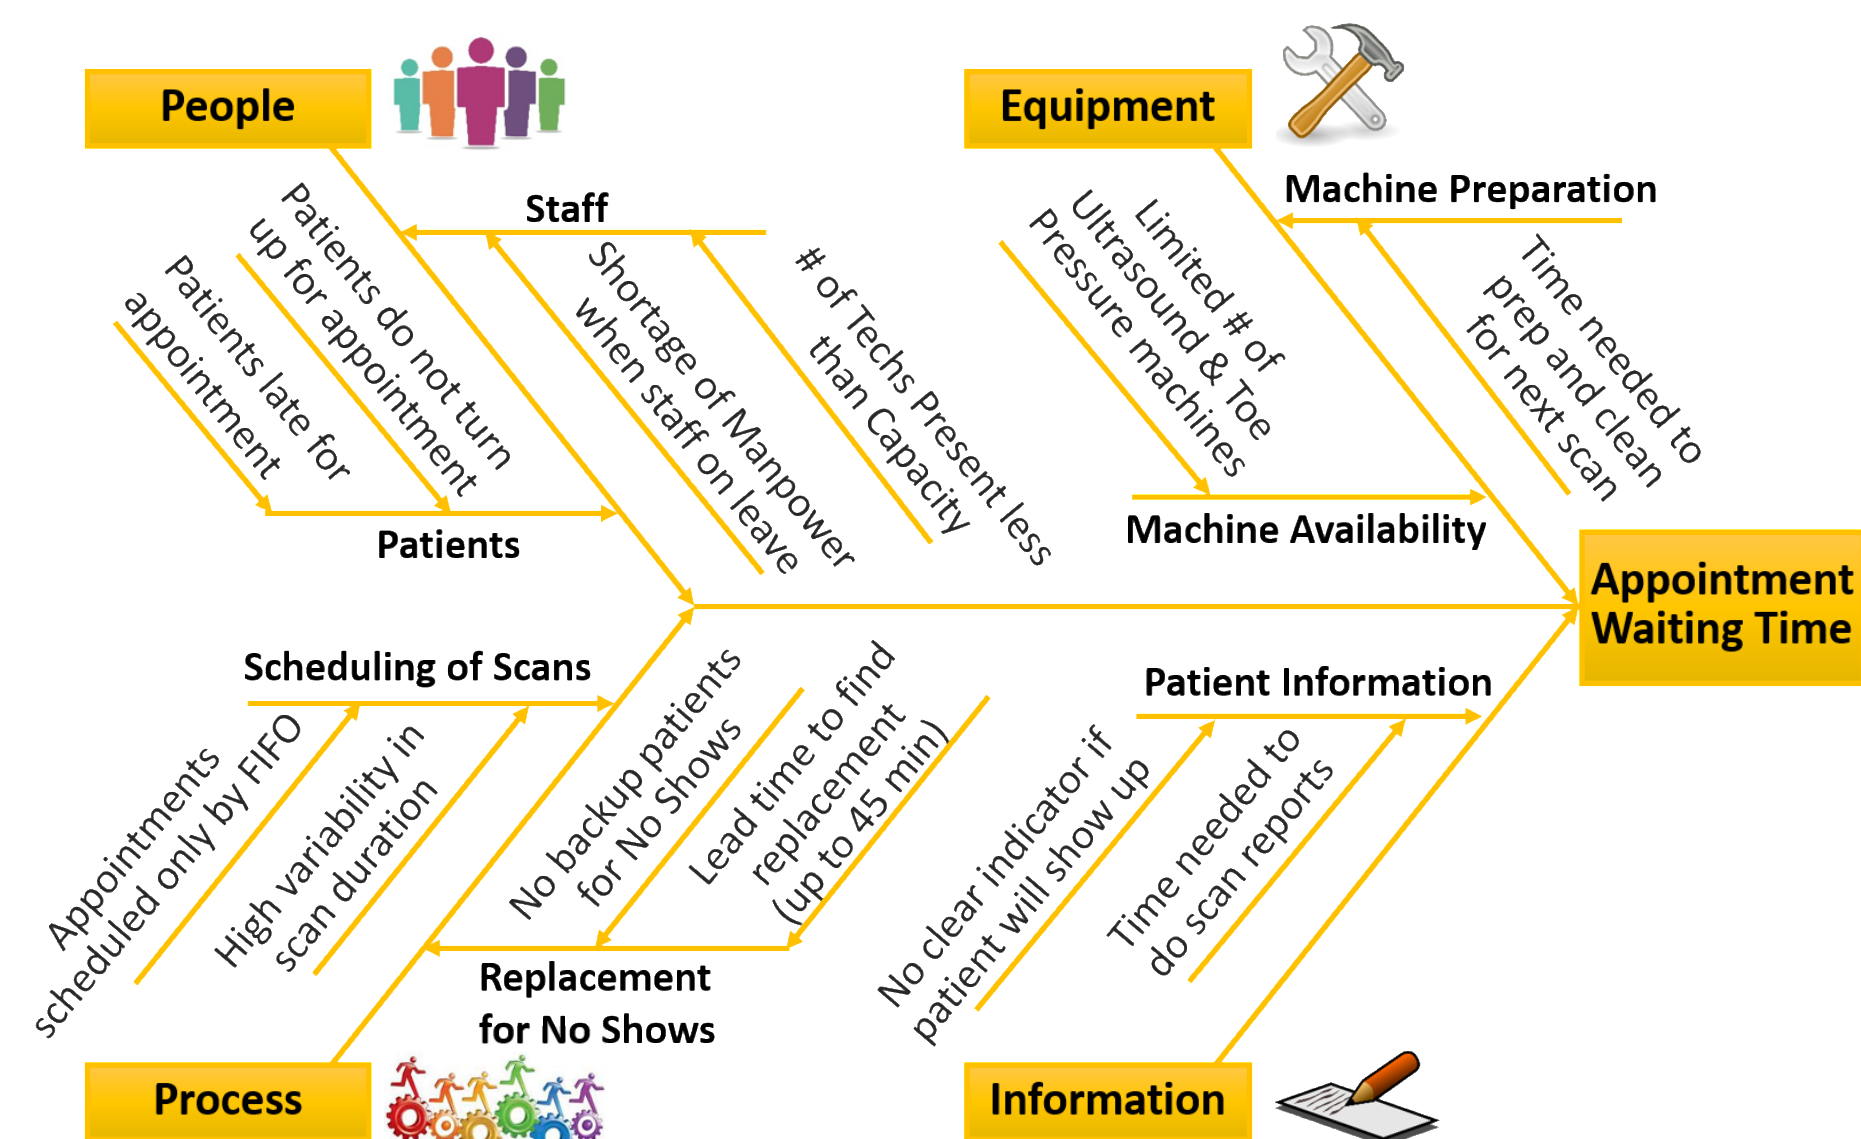 People
Equipment
Staff
Machine Preparation
Patients late for
appointment
Patients do not turn
up for appointment
Patients
Shortage of Manpower
when staff on leave
# of Techs Present less
than Capacity
Limited # of
Ultrasound & Toe
Pressure machines
Machine Availability
Time needed to
prep and clean
for next scan
Appointment
Waiting Time
Scheduling of Scans
Appointments
scheduled only by FIFO
High variability in
scan duration
No backup patients
for No Shows
Lead time to find
replacement
(up to 45 min)
Replacement
for No Shows
Patient Information
No clear indicator if
patient will show up
Time needed to
do scan reports
Process
Information